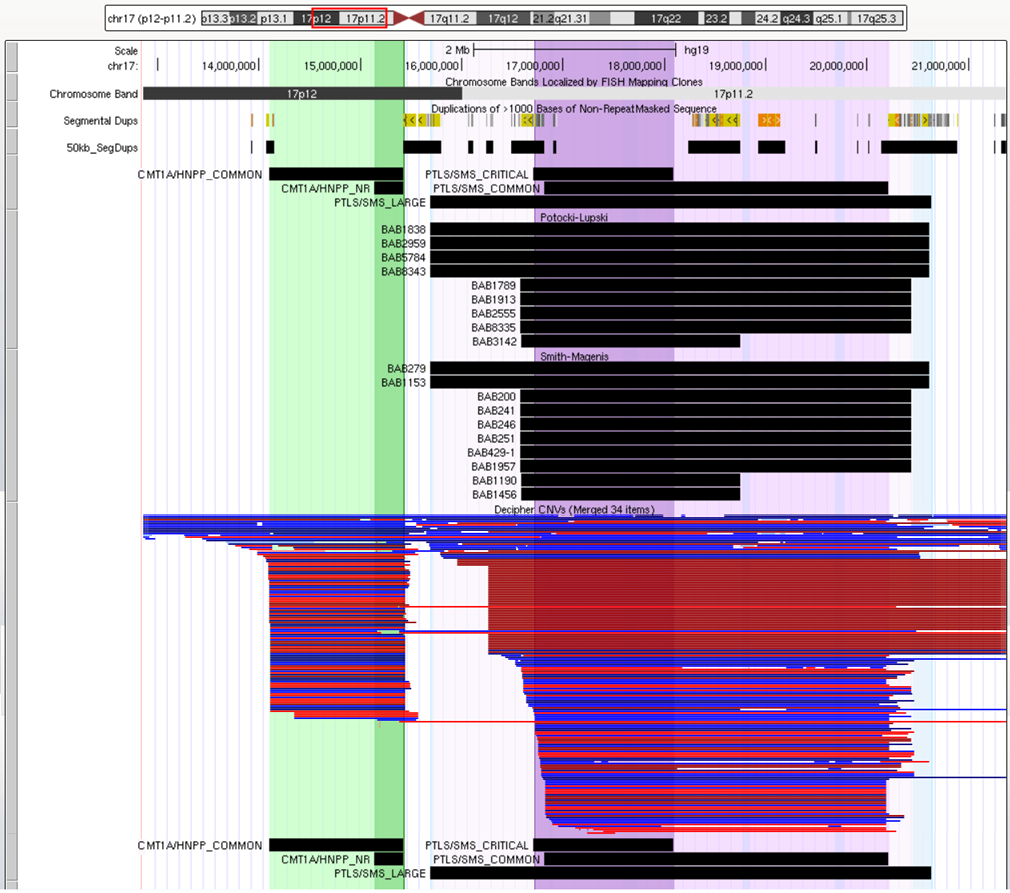 chr17 (p12-p11.2) p13.3 p13.2 p13.1 17p12 17p11.2 17q11.2 17q12 21.2 q21.31 17q22 23.2 24.2 q24.3 q25.1 17q25.3
Scale 2 Mb hg19
chr17: 14,000,000 15,000,000 16,000,000 17,000,000 18,000,000 19,000,000 20,000,000 21,000,000
Chromosome Bands Localized by FISH Mapping Clones
Chromosome Band 17p12 17p11.2
Duplications of >1000 Bases of Non-RepeatMasked Sequence
Segmental Dups
50kb_SegDups
CMT1A/HNPP_COMMON PTLS/SMS_CRITICAL
CMT1A/HNPP_NR PTLS/SMS_COMMON
PTLS/SMS_LARGE
Potocki-Lupski
BAB1838
BAB2959
BAB5784
BAB8343
BAB1789
BAB1913
BAB2555
BAB8335
BAB3142
Smith-Magenis
BAB279
BAB1153
BAB200
BAB241
BAB246
BAB251
BAB429-1
BAB1957
BAB1190
BAB1456
Decipher CNVs (Merged 34 items)
CMT1A/HNPP_COMMON PTLS/SMS_CRITICAL
CMT1A/HNPP_NR PTLS/SMS_COMMON
PTLS/SMS_LARGE